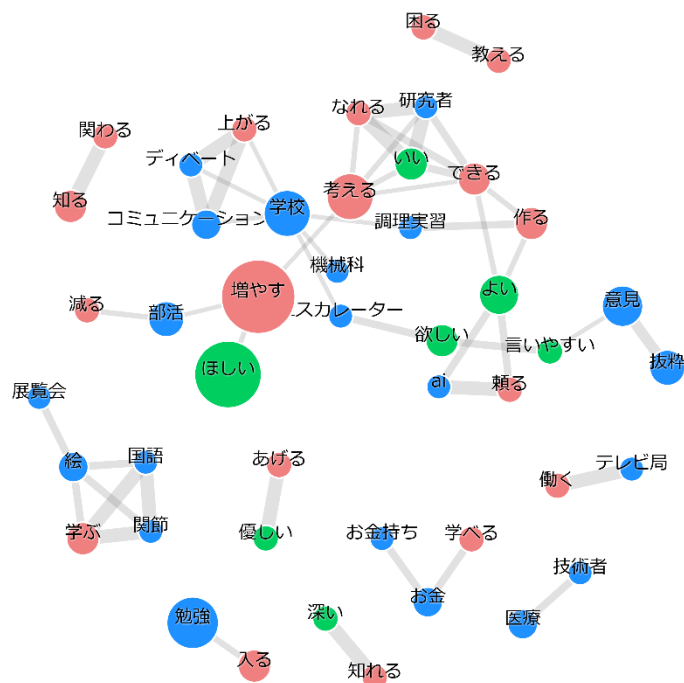 困る
教える
なれる
研究者
関わる
上がる
ディベート
いい
できる
考える
知る
コミュニケーション
学校
調理実習
作る
機械科
増やす
よい
意見
減る
部活
スカレーター
欲しい
言いやすい
抜粋
ほしい
ai
頼る
展覧会
絵
国語
あげる
働く
テレビ局
学ぶ
関節
優しい
お金持ち
学べる
技術者
お金
医療
勉強
深い
入る
知れる